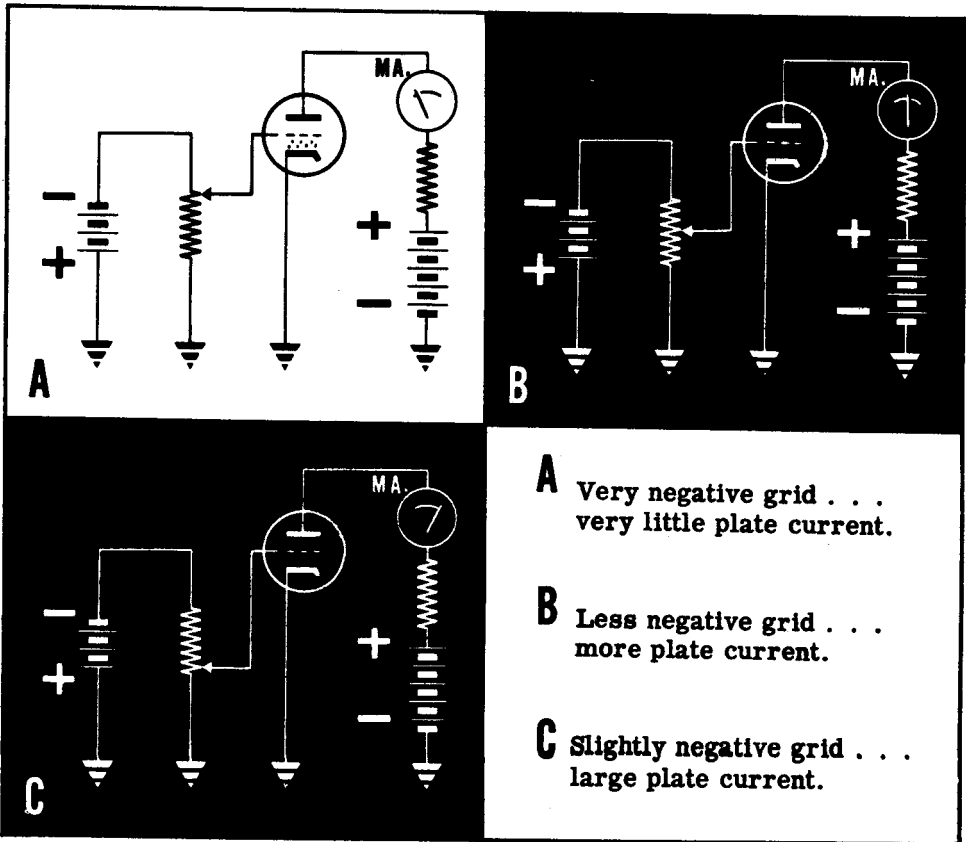 MA.
−
+
+
−
A
MA.
−
+
+
−
B
MA.
−
+
+
−
C
A Very negative grid . . .
very little plate current.
B Less negative grid . . .
more plate current.
C Slightly negative grid . . .
large plate current.